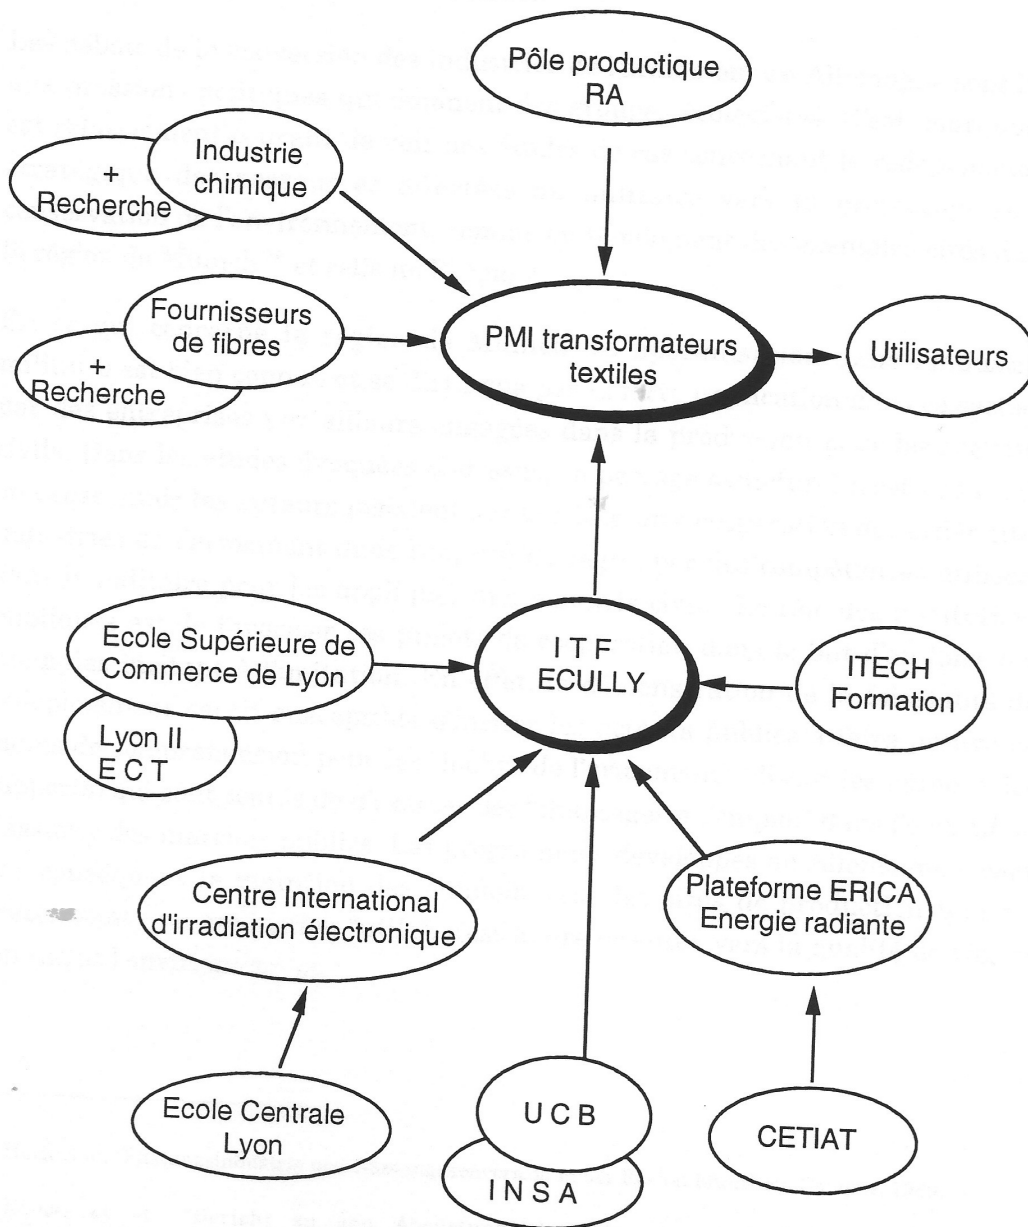 Pôle productique
RA
Industrie
chimique
+
Recherche
Fournisseurs
de fibres
+
Recherche
PMI transformateurs
textiles
Utilisateurs
Ecole Supérieure de
Commerce de Lyon
Lyon II
E C T
I T F
ECULLY
ITECH
Formation
Centre International
d'irradiation électronique
Plateforme ERICA
Energie radiante
Ecole Centrale
Lyon
U C B
I N S A
CETIAT